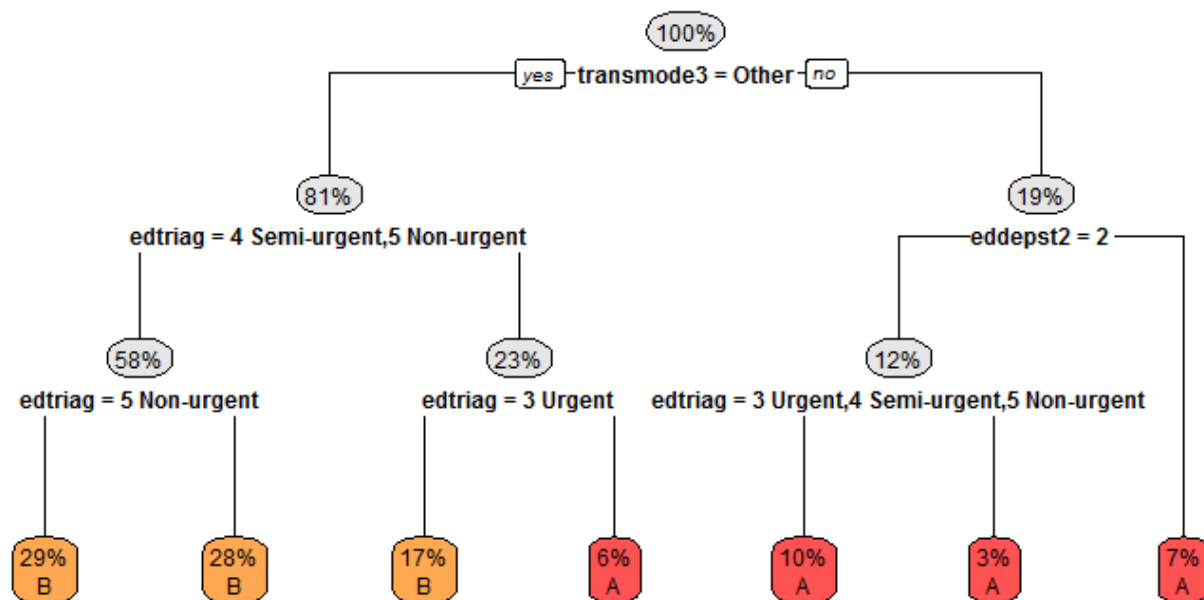 100%
yes transmode3 = Other no
81% 19%
edtriag = 4 Semi-urgent,5 Non-urgent eddepst2 = 2
58% 23% 12%
edtriag = 5 Non-urgent edtriag = 3 Urgent edtriag = 3 Urgent,4 Semi-urgent,5 Non-urgent
29% 28% 17% 6% 10% 3% 7%
B B B A A A A